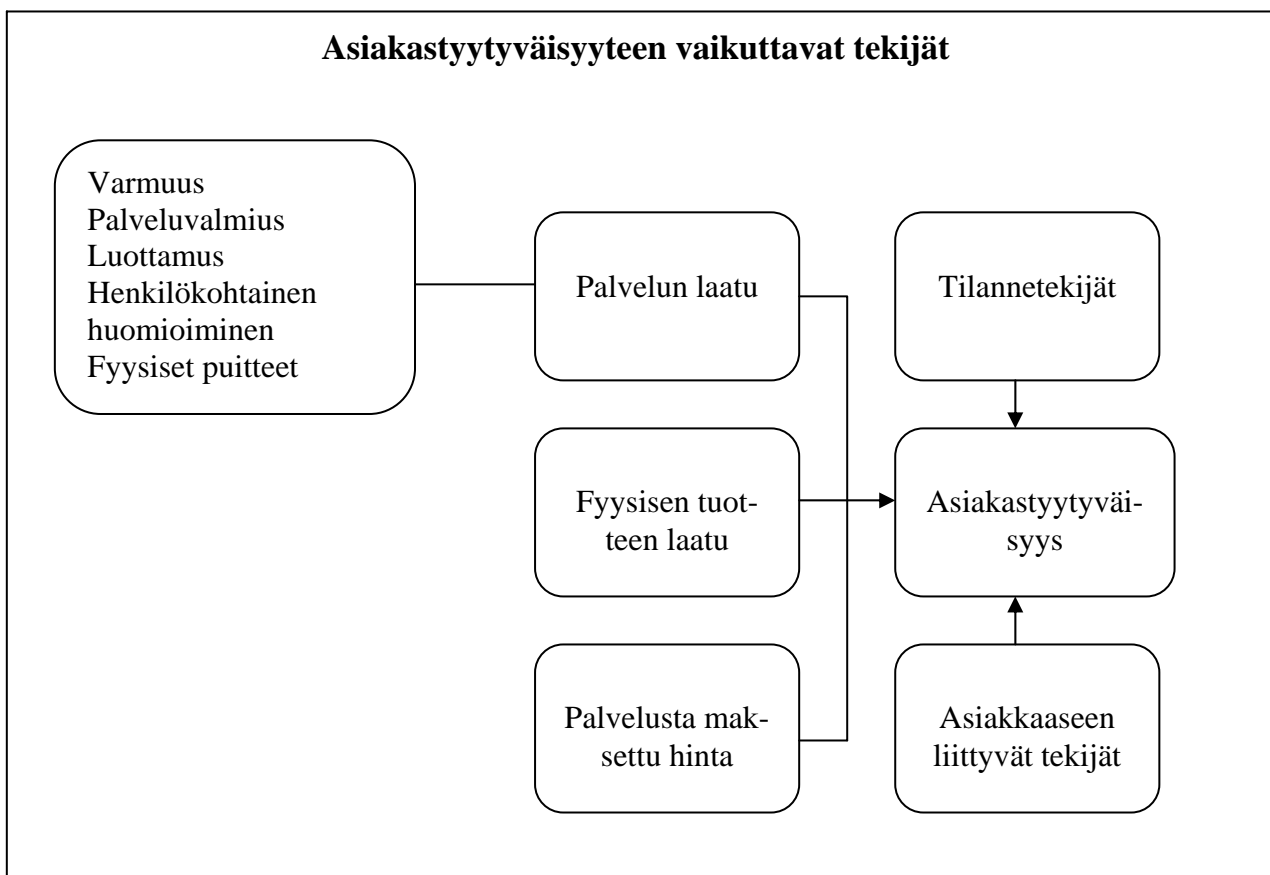 Asiakastyytyväisyyteen vaikuttavat tekijät
Varmuus
Palveluvalmius
Luottamus
Henkilökohtainen
huomioiminen
Fyysiset puitteet
Palvelun laatu
Tilannetekijät
Fyysisen tuot-
teen laatu
Asiakastyytyväi-
syys
Palvelusta mak-
settu hinta
Asiakkaaseen
liittyvät tekijät